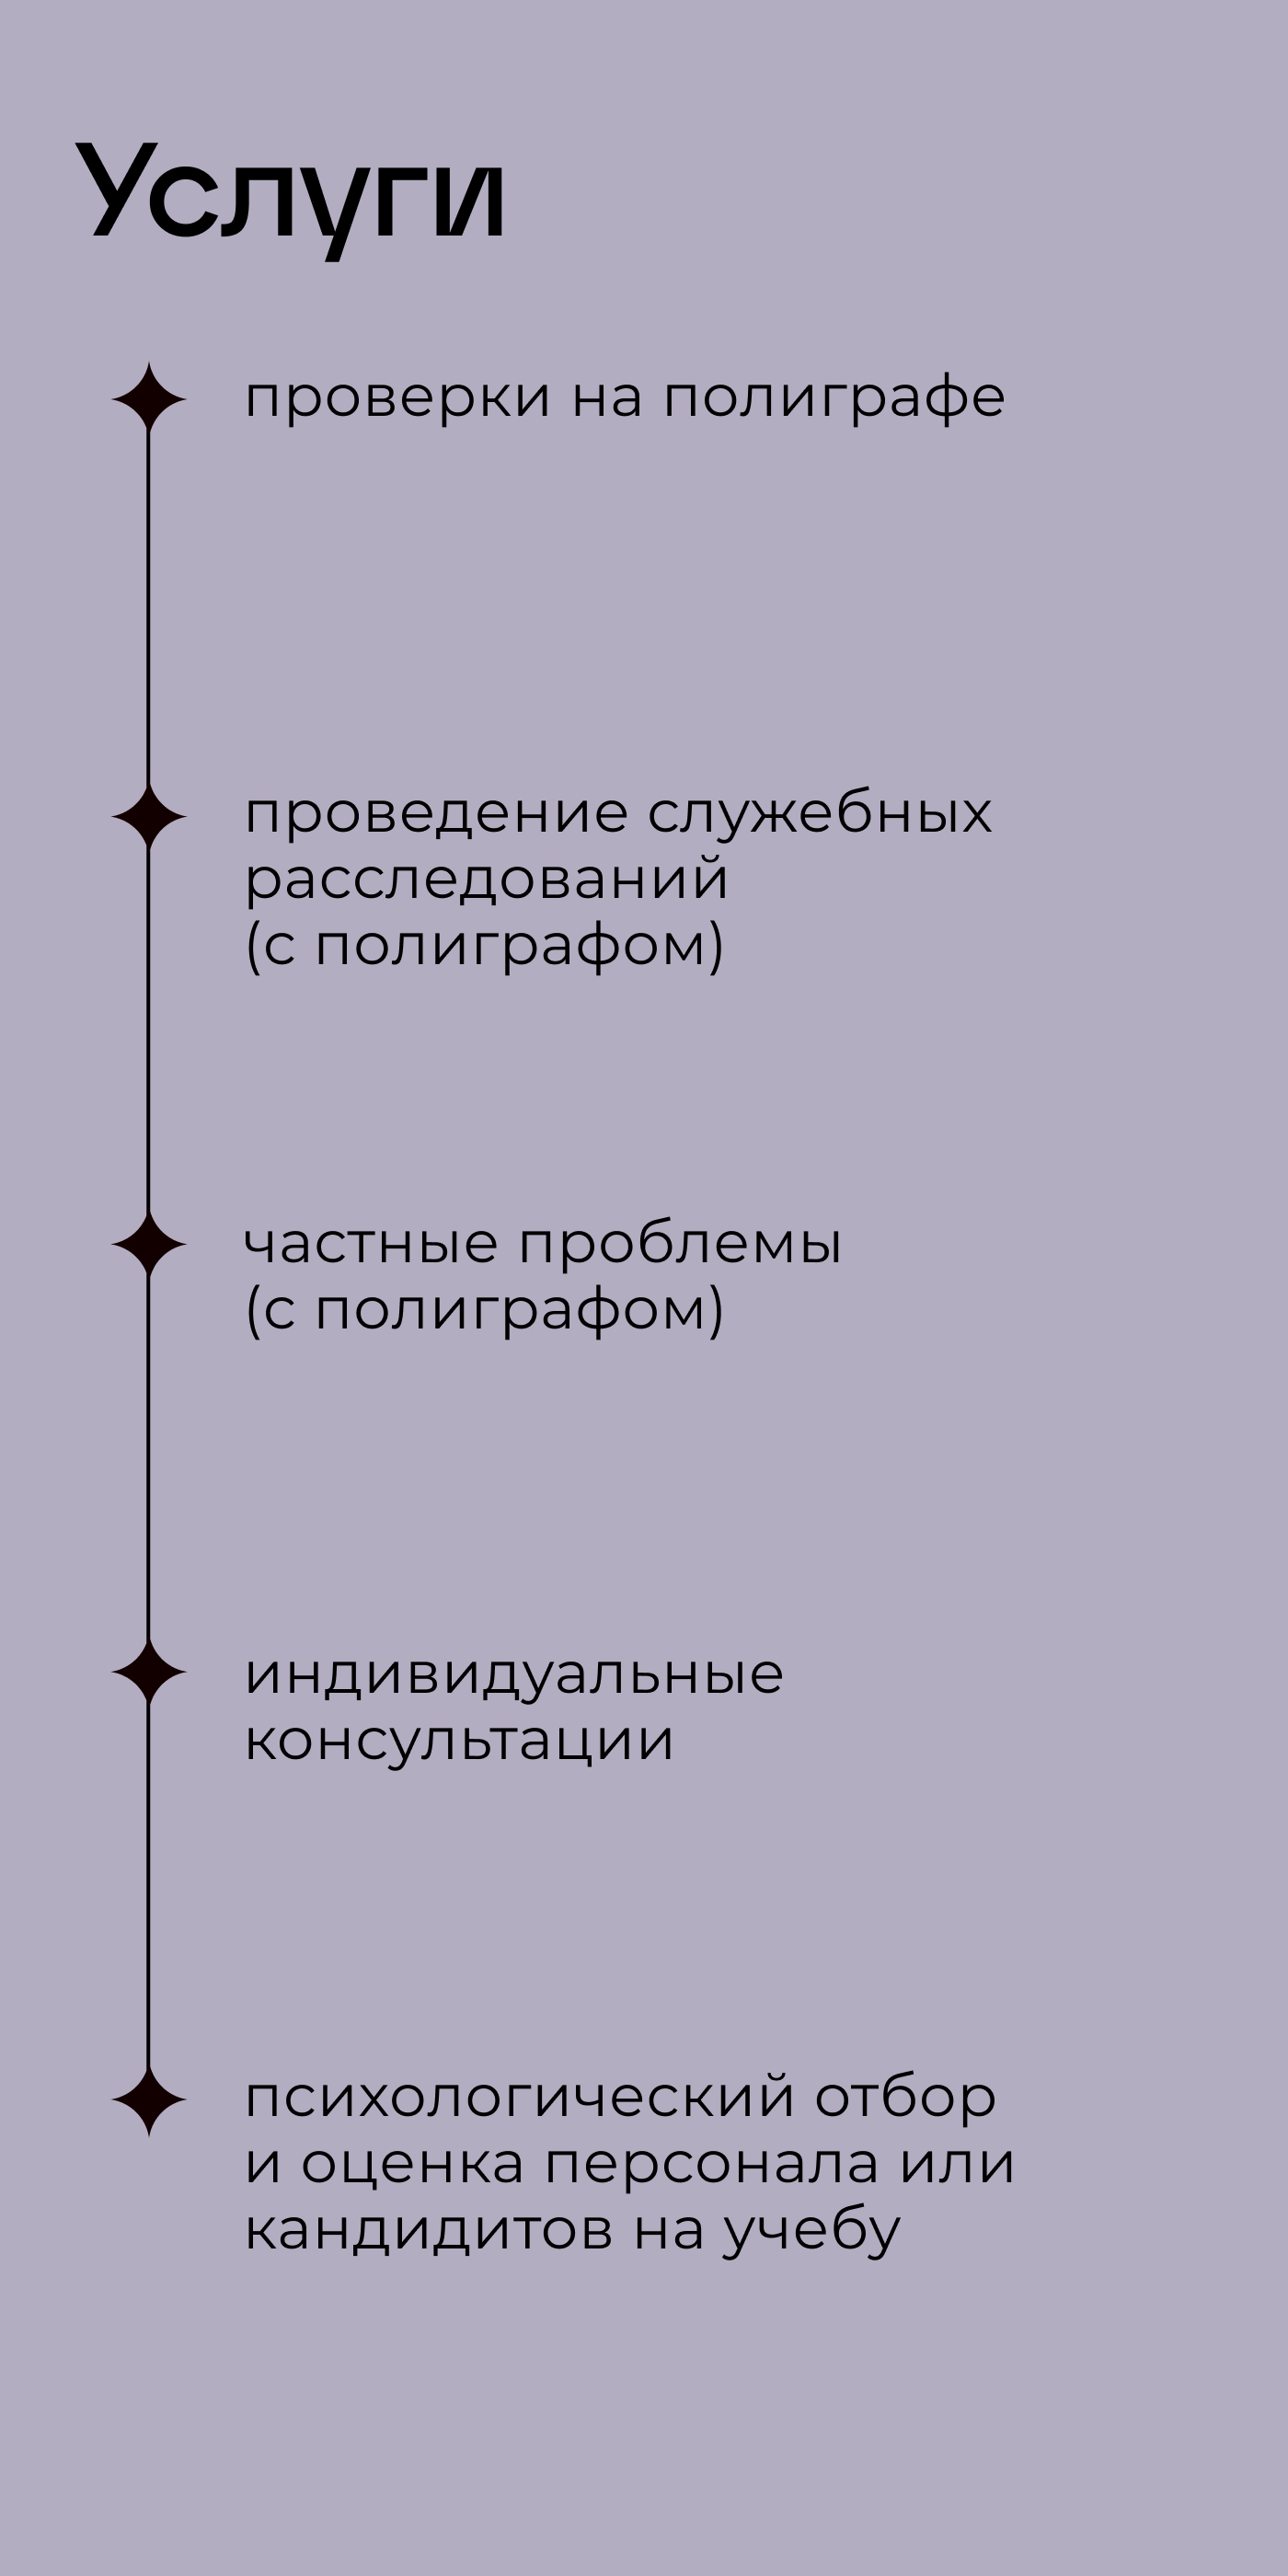 Услуги
проверки на полиграфе
проведение служебных
расследований
(с полиграфом)
частные проблемы
(с полиграфом)
индивидуальные
консультации
психологический отбор
и оценка персонала или
кандидитов на учебу